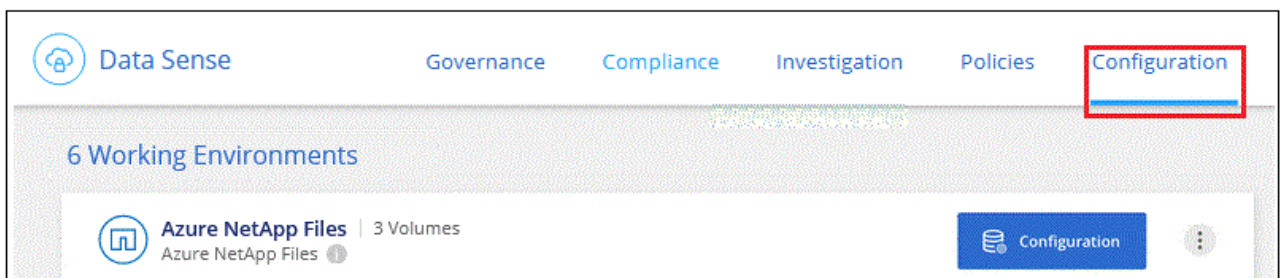 Data Sense Governance Compliance Investigation Policies Configuration
6 Working Environments
Azure NetApp Files | 3 Volumes
Azure NetApp Files
Configuration